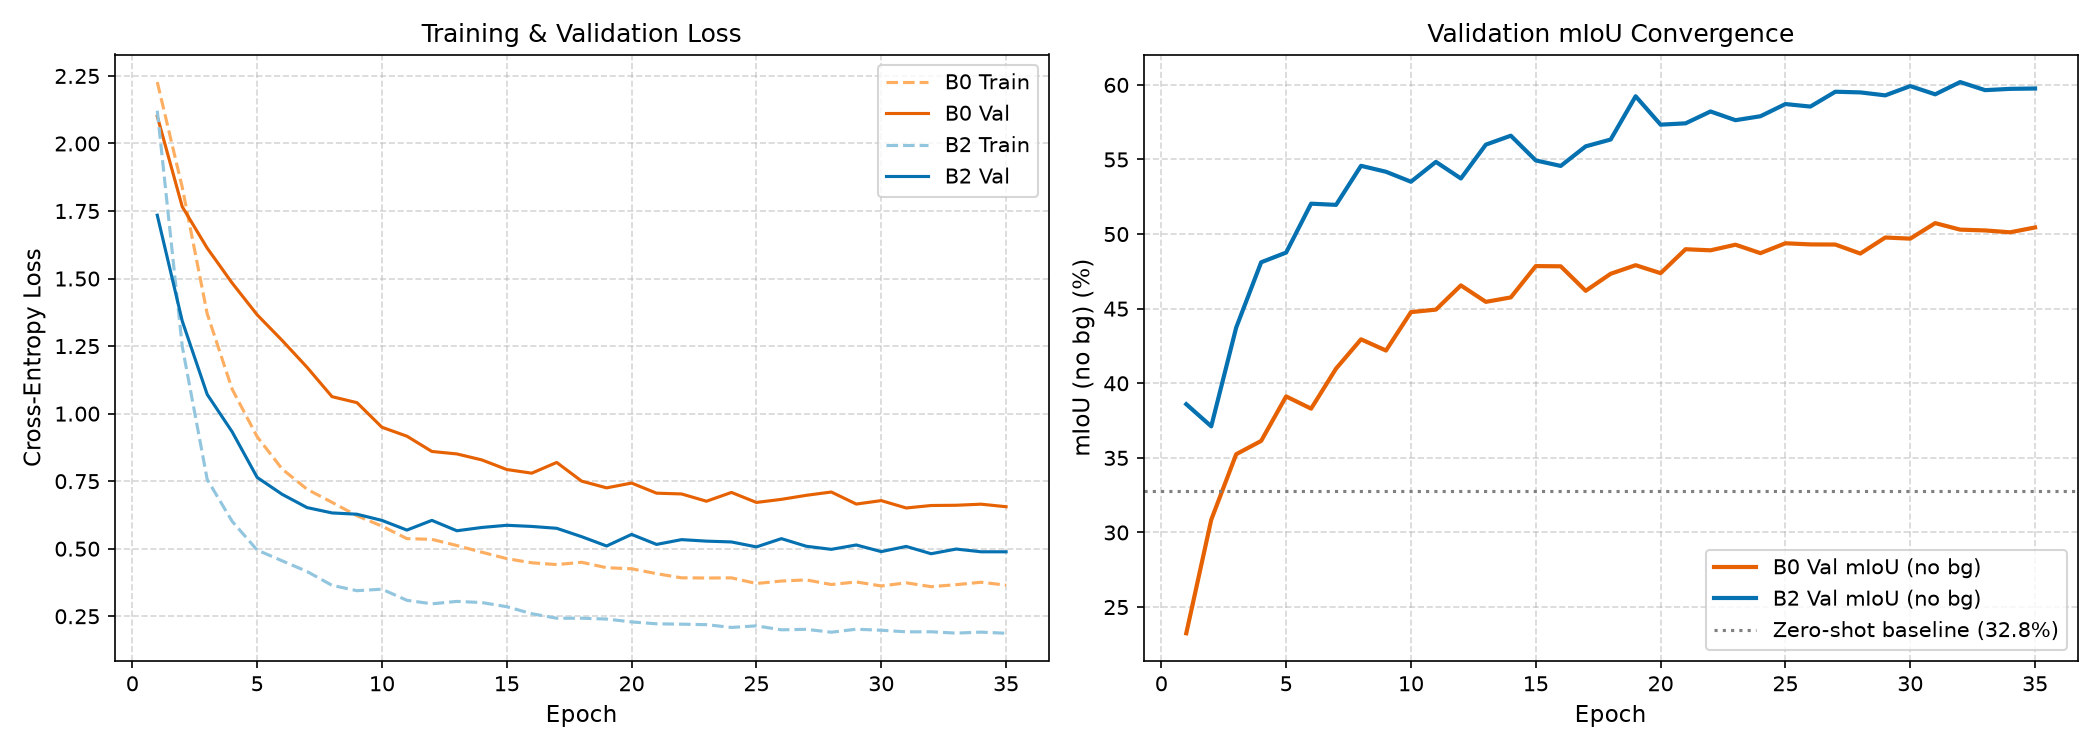 Training & Validation Loss
Cross-Entropy Loss
2.25
2.00
1.75
1.50
1.25
1.00
0.75
0.50
0.25
B0 Train
B0 Val
B2 Train
B2 Val
0 5 10 15 20 25 30 35
Epoch
Validation mIoU Convergence
mIoU (no bg) (%)
60
55
50
45
40
35
30
25
B0 Val mIoU (no bg)
B2 Val mIoU (no bg)
Zero-shot baseline (32.8%)
0 5 10 15 20 25 30 35
Epoch